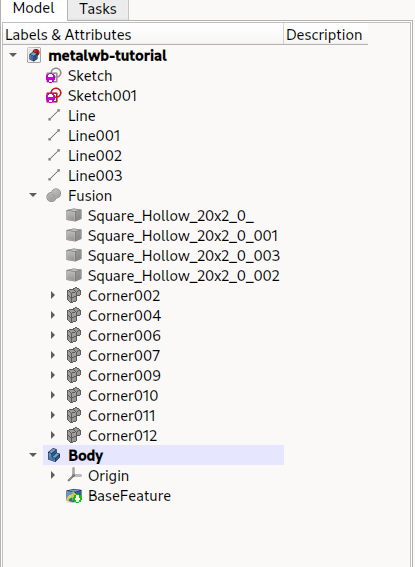 Model Tasks
Labels & Attributes Description
metalwb-tutorial
Sketch
Sketch001
Line
Line001
Line002
Line003
Fusion
Square_Hollow_20x2_0_
Square_Hollow_20x2_0_001
Square_Hollow_20x2_0_003
Square_Hollow_20x2_0_002
Corner002
Corner004
Corner006
Corner007
Corner009
Corner010
Corner011
Corner012
Body
Origin
BaseFeature